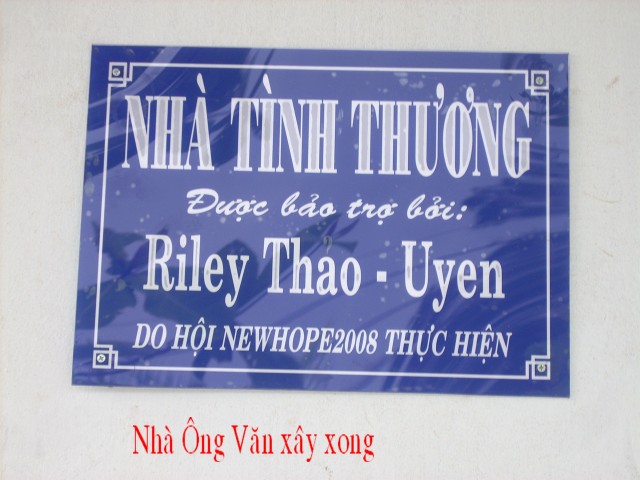 NHÀ TÌNH THƯƠNG
Được bảo trợ bởi:
Riley Thao - Uyen
DO HỘI NEWHOPE2008 THỰC HIỆN
Nhà Ông Văn xây xong